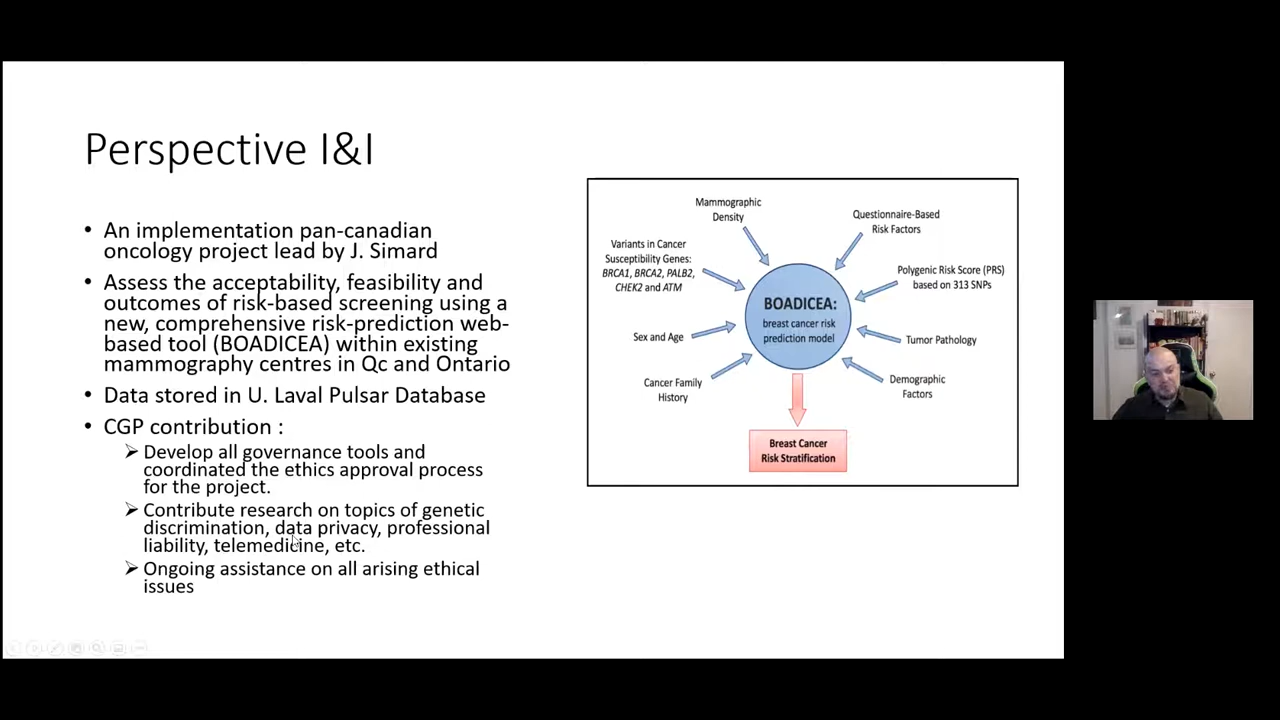 Perspective I&I
• An implementation pan-canadian
oncology project lead by J. Simard
• Assess the acceptability, feasibility and
outcomes of risk-based screening using a
new, comprehensive risk-prediction web-
based tool (BOADICEA) within existing
mammography centres in Qc and Ontario
• Data stored in U. Laval Pulsar Database
• CGP contribution :
➢ Develop all governance tools and
coordinated the ethics approval process
for the project.
➢ Contribute research on topics of genetic
discrimination, data privacy, professional
liability, telemedicine, etc.
➢ Ongoing assistance on all arising ethical
issues
Mammographic
Density
Questionnaire-Based
Risk Factors
Variants in Cancer
Susceptibility Genes:
BRCA1, BRCA2, PALB2,
CHEK2 and ATM
Polygenic Risk Score (PRS)
based on 313 SNPs
BOADICEA:
breast cancer risk
prediction model
Sex and Age
Tumor Pathology
Cancer Family
History
Demographic
Factors
Breast Cancer
Risk Stratification